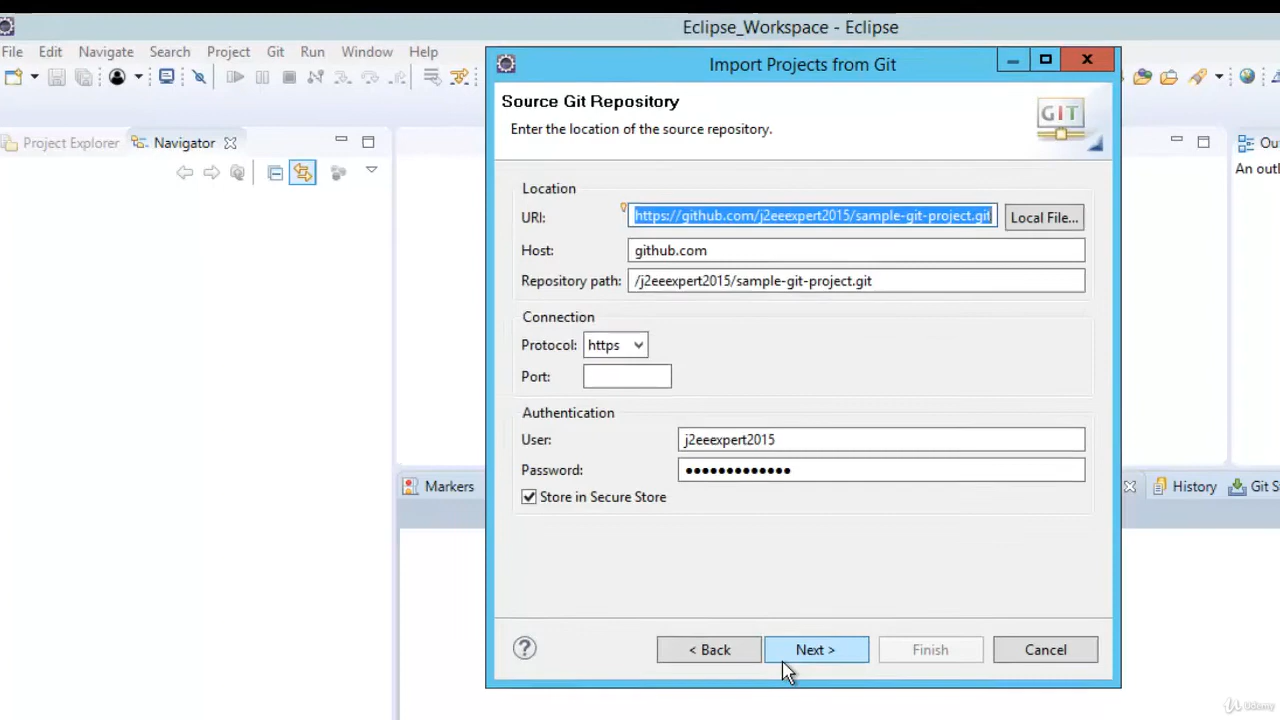 Eclipse_Workspace - Eclipse
File Edit Navigate Search Project Git Run Window Help
Import Projects from Git
Source Git Repository
Enter the location of the source repository.
GIT
Project Explorer
Navigator
Location
URI:
https://github.com/j2eeexpert2015/sample-git-project.git
Local File...
Host:
github.com
Repository path:
/j2eeexpert2015/sample-git-project.git
Connection
Protocol:
https
Port:
Authentication
User:
j2eeexpert2015
Password:
•••••••••••••
Store in Secure Store
Markers
History
Git S
Ou
An outl
?
< Back
Next >
Finish
Cancel
Udemy